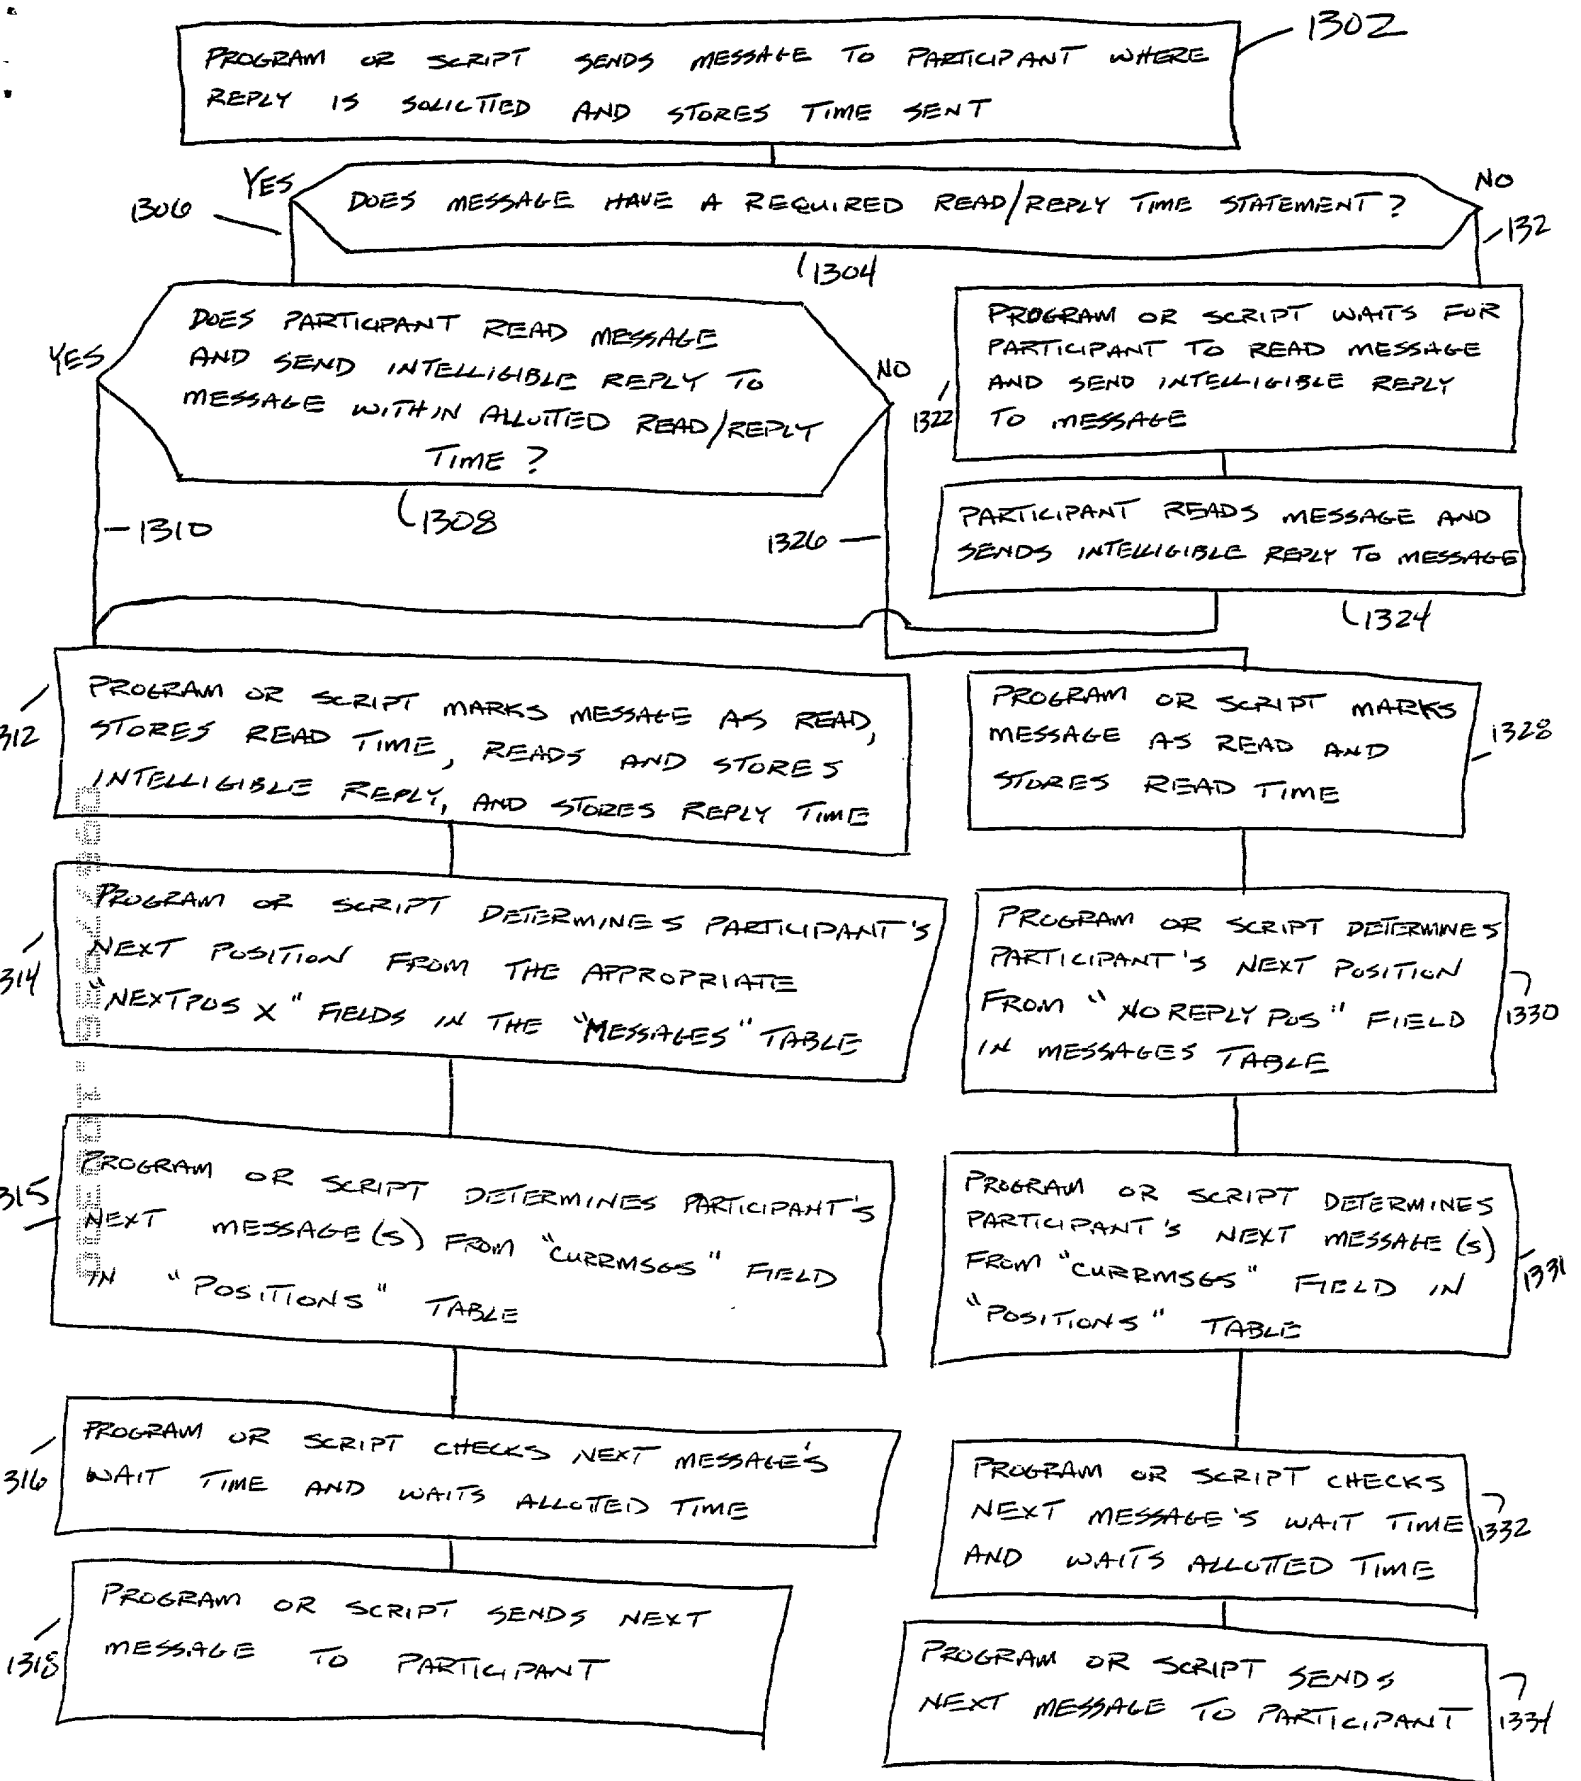 1302
PROGRAM OR SCRIPT SENDS MESSAGE TO PARTICIPANT WHERE
REPLY IS SOLICTIED AND STORES TIME SENT
YES
NO
1306
DOES MESSAGE HAVE A REQUIRED READ/REPLY TIME STATEMENT?
132
1304
DOES PARTICIPANT READ MESSAGE
AND SEND INTELLIGIBLE REPLY TO
MESSAGE WITHIN ALLOTTED READ/REPLY
TIME?
YES
NO
1308
1310
PROGRAM OR SCRIPT WAITS FOR
PARTICIPANT TO READ MESSAGE
AND SEND INTELLIGIBLE REPLY
TO MESSAGE
1322
PARTICIPANT READS MESSAGE AND
SENDS INTELLIGIBLE REPLY TO MESSAGE
1326
1324
312
PROGRAM OR SCRIPT MARKS MESSAGE AS READ,
STORES READ TIME, READS AND STORES
INTELLIGIBLE REPLY, AND STORES REPLY TIME
PROGRAM OR SCRIPT MARKS
MESSAGE AS READ AND
STORES READ TIME
1328
314
PROGRAM OR SCRIPT DETERMINES PARTICIPANT'S
NEXT POSITION FROM THE APPROPRIATE
"NEXTPOS X" FIELDS IN THE "MESSAGES" TABLE
PROGRAM OR SCRIPT DETERMINES
PARTICIPANT'S NEXT POSITION
FROM "NOREPLY POS" FIELD
IN MESSAGES TABLE
1330
315
PROGRAM OR SCRIPT DETERMINES PARTICIPANT'S
NEXT MESSAGE(S) FROM "CURRMSGS" FIELD
IN "POSITIONS" TABLE
PROGRAM OR SCRIPT DETERMINES
PARTICIPANT'S NEXT MESSAGE(S)
FROM "CURRMSGS" FIELD IN
"POSITIONS" TABLE
1331
316
PROGRAM OR SCRIPT CHECKS NEXT MESSAGE'S
WAIT TIME AND WAITS ALLOTTED TIME
PROGRAM OR SCRIPT CHECKS
NEXT MESSAGE'S WAIT TIME
AND WAITS ALLOTTED TIME
1332
1318
PROGRAM OR SCRIPT SENDS NEXT
MESSAGE TO PARTICIPANT
PROGRAM OR SCRIPT SENDS
NEXT MESSAGE TO PARTICIPANT
1334